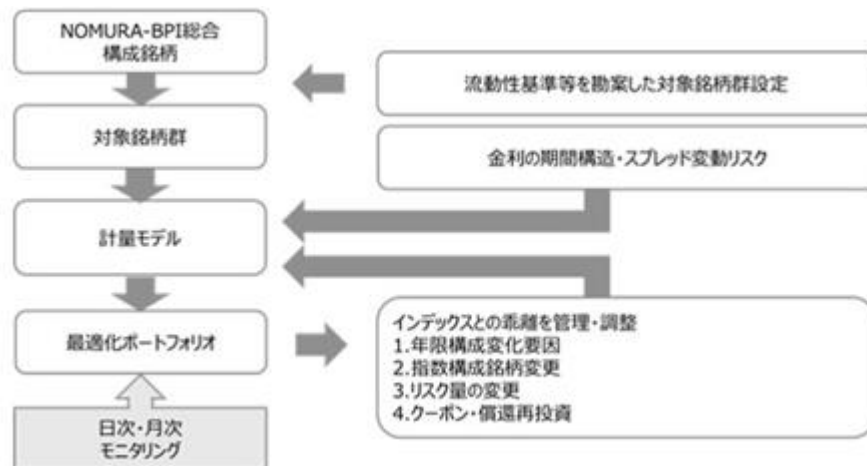 NOMURA-BPI総合
構成銘柄
流動性基準等を勘案した対象銘柄群設定
対象銘柄群
金利の期間構造・スプレッド変動リスク
計量モデル
最適化ポートフォリオ
インデックスとの乖離を管理・調整
1.年限構成変化要因
2.指数構成銘柄変更
3.リスク量の変更
4.クーポン・償還再投資
日次・月次
モニタリング